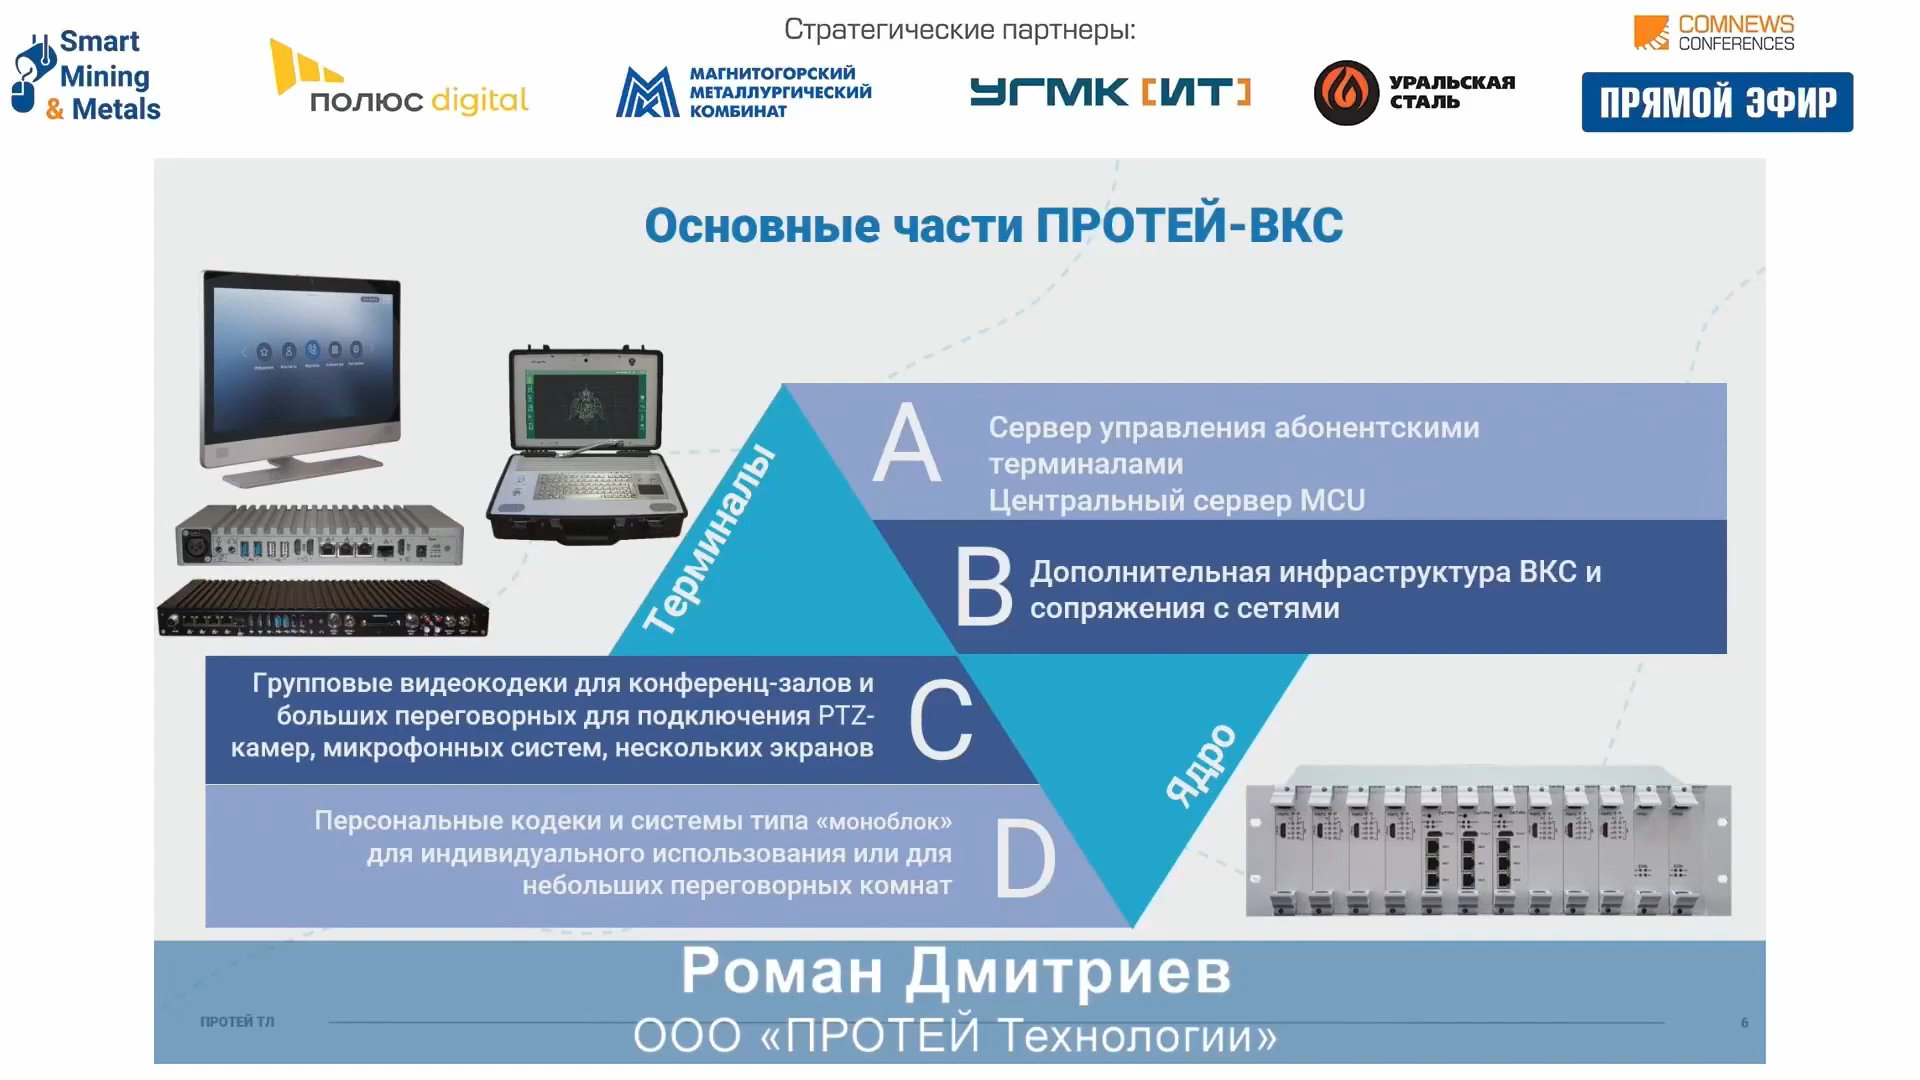 Стратегические партнеры:
Smart
Mining
& Metals
ПОЛЮС digital
МАГНИТОГОРСКИЙ
МЕТАЛЛУРГИЧЕСКИЙ
КОМБИНАТ
УГМК [ИТ]
УРАЛЬСКАЯ
СТАЛЬ
COMNEWS
CONFERENCES
ПРЯМОЙ ЭФИР
Основные части ПРОТЕЙ-ВКС
Терминалы
A
Сервер управления абонентскими
терминалами
Центральный сервер MCU
B
Дополнительная инфраструктура ВКС и
сопряжения с сетями
Групповые видеокодеки для конференц-залов и
больших переговорных для подключения PTZ-
камер, микрофонных систем, нескольких экранов
C
Персональные кодеки и системы типа «моноблок»
для индивидуального использования или для
небольших переговорных комнат
D
Ядро
Роман Дмитриев
ООО «ПРОТЕЙ Технологии»
ПРОТЕЙ ТЛ
6